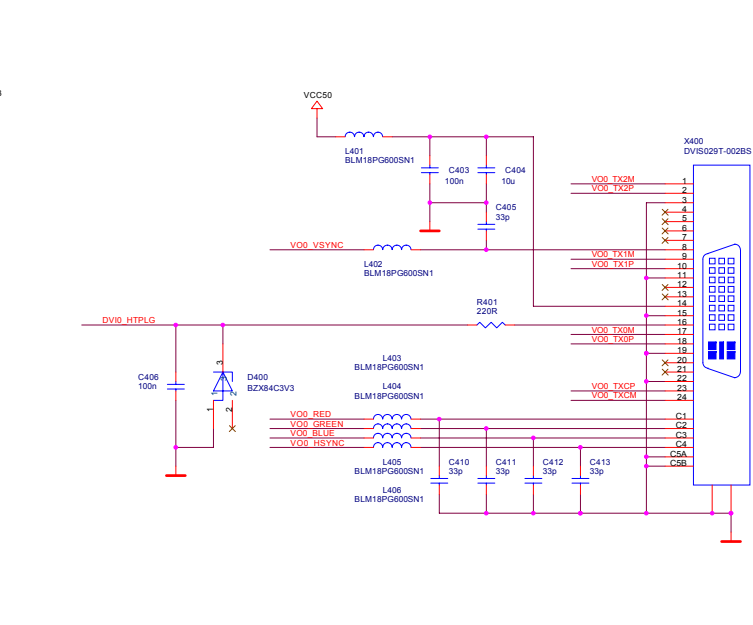 VCC50
L401
BLM18PG600SN1
C403
100n
C404
10u
C405
33p
X400
DVIS029T-002BS
VO0_TX2M
VO0_TX2P
VO0_VSYNC
L402
BLM18PG600SN1
VO0_TX1M
VO0_TX1P
R401
220R
DVI0_HTPLG
VO0_TX0M
VO0_TX0P
C406
100n
D400
BZX84C3V3
3
1
2
1
2
L403
BLM18PG600SN1
L404
BLM18PG600SN1
VO0_TXCP
VO0_TXCM
VO0_RED
VO0_GREEN
VO0_BLUE
VO0_HSYNC
L405
BLM18PG600SN1
L406
BLM18PG600SN1
C410
33p
C411
33p
C412
33p
C413
33p
1
2
3
4
5
6
7
8
9
10
11
12
13
14
15
16
17
18
19
20
21
22
23
24
C1
C2
C3
C4
C5A
C5B